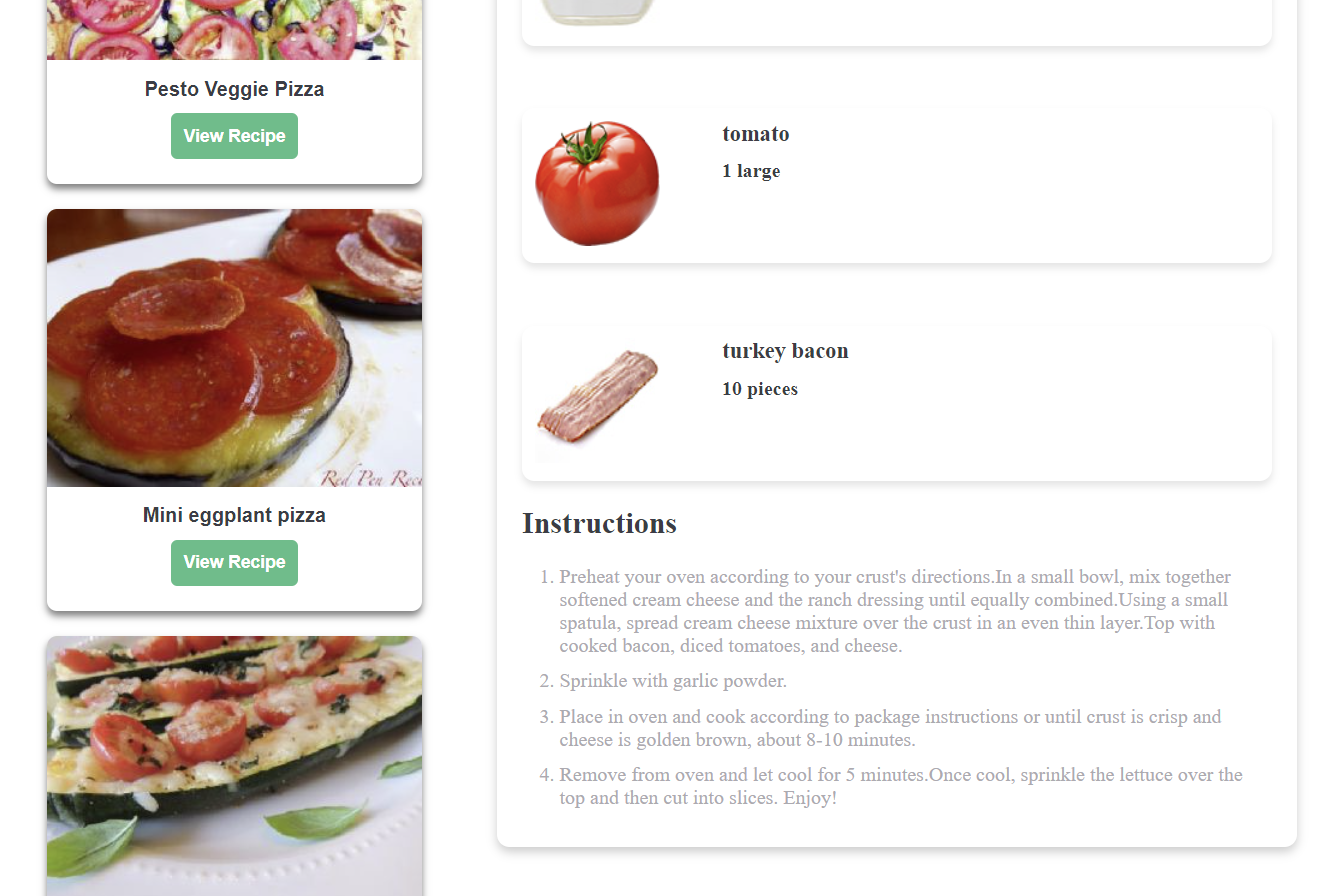 Pesto Veggie Pizza
View Recipe
Red Pen
Mini eggplant pizza
View Recipe
tomato
1 large
turkey bacon
10 pieces
Instructions
1. Preheat your oven according to your crust's directions.In a small bowl, mix together
softened cream cheese and the ranch dressing until equally combined.Using a small
spatula, spread cream cheese mixture over the crust in an even thin layer.Top with
cooked bacon, diced tomatoes, and cheese.
2. Sprinkle with garlic powder.
3. Place in oven and cook according to package instructions or until crust is crisp and
cheese is golden brown, about 8-10 minutes.
4. Remove from oven and let cool for 5 minutes.Once cool, sprinkle the lettuce over the
top and then cut into slices. Enjoy!